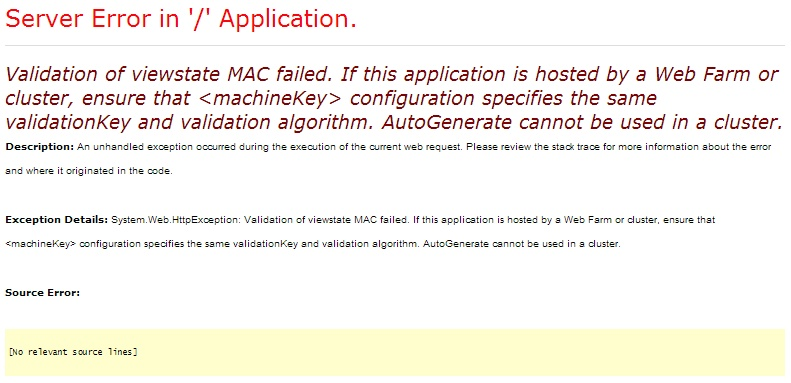 Server Error in '/' Application.
Validation of viewstate MAC failed. If this application is hosted by a Web Farm or
cluster, ensure that <machineKey> configuration specifies the same
validationKey and validation algorithm. AutoGenerate cannot be used in a cluster.
Description: An unhandled exception occurred during the execution of the current web request. Please review the stack trace for more information about the error
and where it originated in the code.
Exception Details: System.Web.HttpException: Validation of viewstate MAC failed. If this application is hosted by a Web Farm or cluster, ensure that
<machineKey> configuration specifies the same validationKey and validation algorithm. AutoGenerate cannot be used in a cluster.
Source Error:
[No relevant source lines]